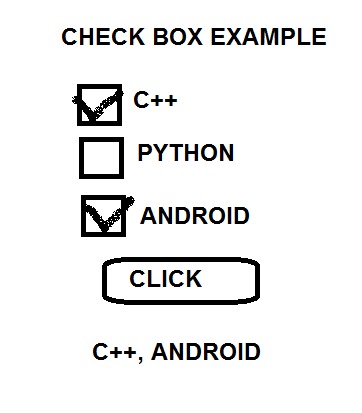 CHECK BOX EXAMPLE
C++
PYTHON
ANDROID
CLICK
C++, ANDROID